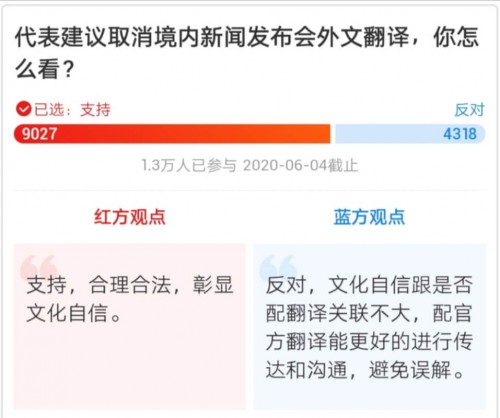 代表建议取消境内新闻发布会外文翻译，你怎
么看？
已选：支持
反对
9027
4318
1.3万人已参与 2020-06-04截止
红方观点
蓝方观点
支持，合理合法，彰显
文化自信。
反对，文化自信跟是否
配翻译关联不大，配官
方翻译能更好的进行传
达和沟通，避免误解。